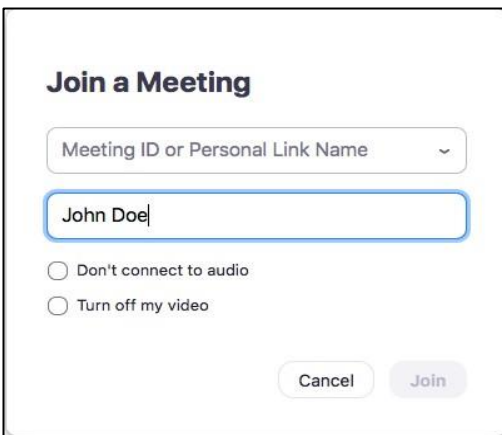 Join a Meeting
Meeting ID or Personal Link Name
John Doe
Don't connect to audio
Turn off my video
Cancel Join